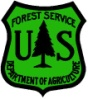 FOREST SERVICE
U S
DEPARTMENT OF AGRICULTURE